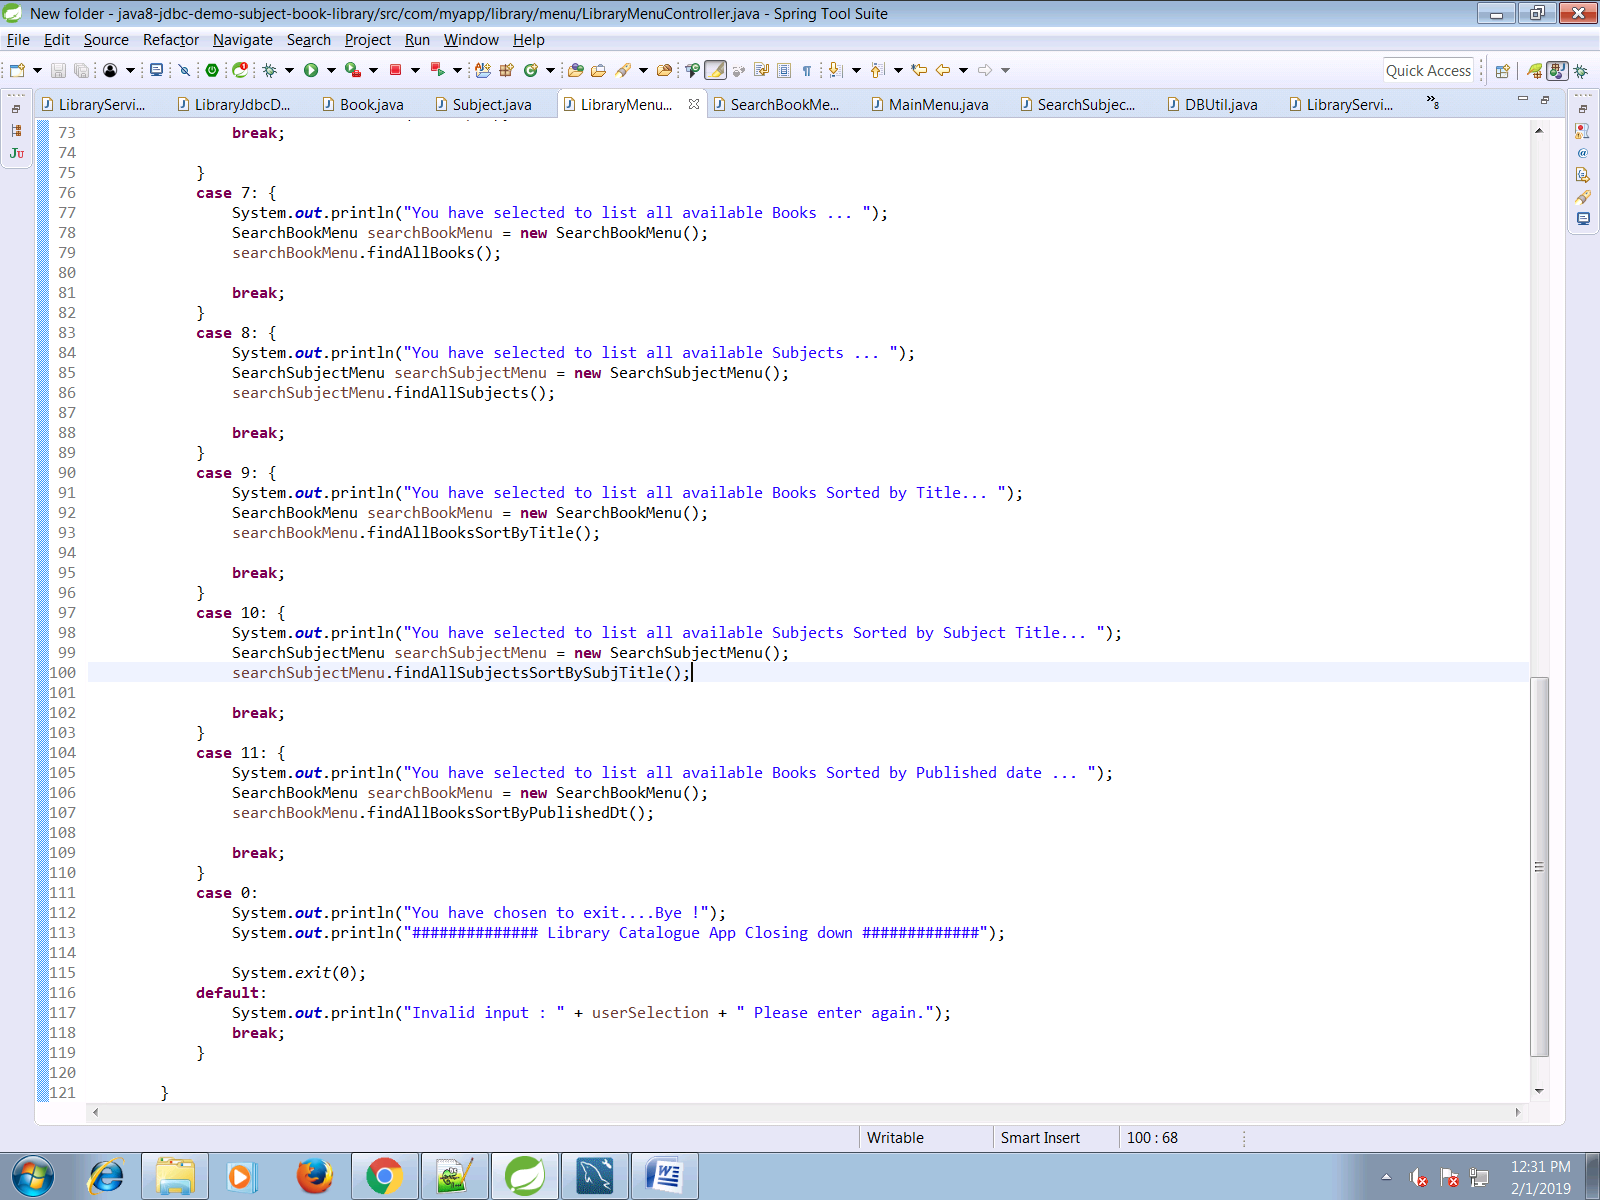 New folder - java8-jdbc-demo-subject-book-library/src/com/myapp/library/menu/LibraryMenuController.java - Spring Tool Suite
File Edit Source Refactor Navigate Search Project Run Window Help
Quick Access
LibraryServi... LibraryJdbcD... Book.java Subject.java LibraryMenu... SearchBookMe... MainMenu.java SearchSubjec... DBUtil.java LibraryServi... »8
73 break;
74
75 }
76 case 7: {
77 System.out.println("You have selected to list all available Books ... ");
78 SearchBookMenu searchBookMenu = new SearchBookMenu();
79 searchBookMenu.findAllBooks();
80
81 break;
82 }
83 case 8: {
84 System.out.println("You have selected to list all available Subjects ... ");
85 SearchSubjectMenu searchSubjectMenu = new SearchSubjectMenu();
86 searchSubjectMenu.findAllSubjects();
87
88 break;
89 }
90 case 9: {
91 System.out.println("You have selected to list all available Books Sorted by Title... ");
92 SearchBookMenu searchBookMenu = new SearchBookMenu();
93 searchBookMenu.findAllBooksSortByTitle();
94
95 break;
96 }
97 case 10: {
98 System.out.println("You have selected to list all available Subjects Sorted by Subject Title... ");
99 SearchSubjectMenu searchSubjectMenu = new SearchSubjectMenu();
100 searchSubjectMenu.findAllSubjectsSortBySubjTitle();
101
102 break;
103 }
104 case 11: {
105 System.out.println("You have selected to list all available Books Sorted by Published date ... ");
106 SearchBookMenu searchBookMenu = new SearchBookMenu();
107 searchBookMenu.findAllBooksSortByPublishedDt();
108
109 break;
110 }
111 case 0:
112 System.out.println("You have chosen to exit....Bye !");
113 System.out.println("############## Library Catalogue App Closing down #############");
114
115 System.exit(0);
116 default:
117 System.out.println("Invalid input : " + userSelection + " Please enter again.");
118 break;
119 }
120
121 }
Writable Smart Insert 100 : 68
12:31 PM
2/1/2019